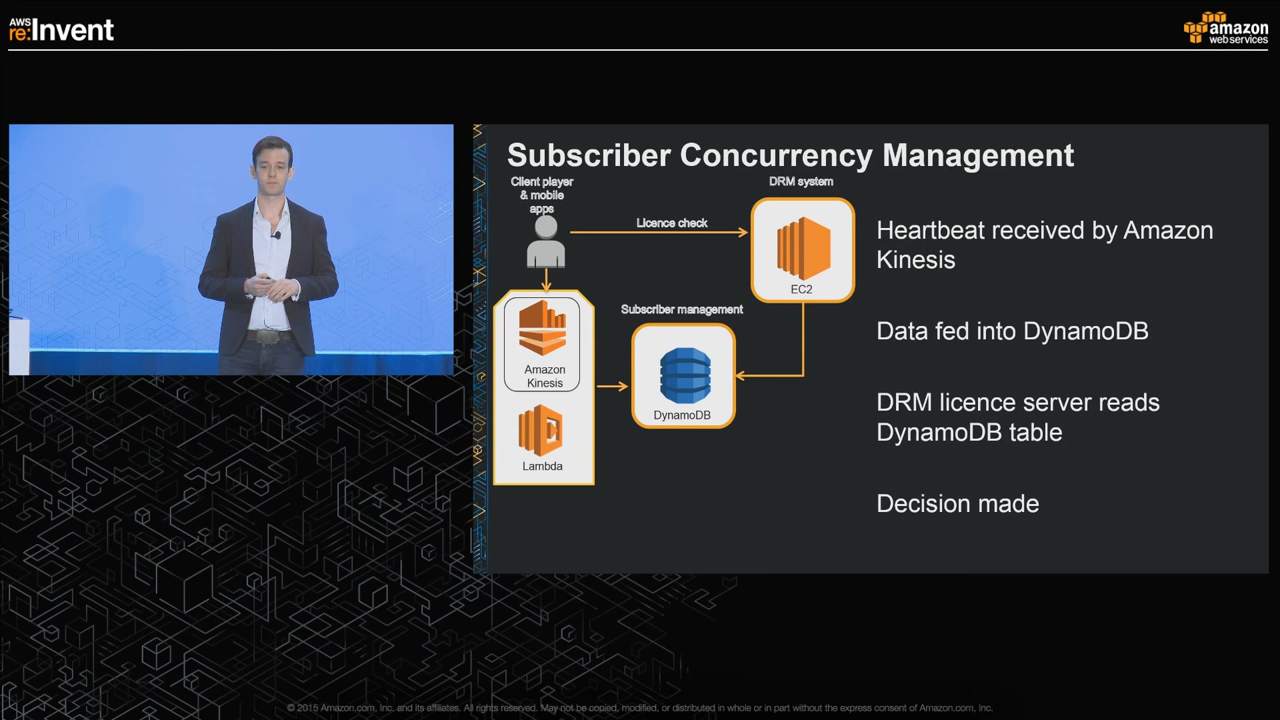 AWS
re:Invent
amazon
webservices
Subscriber Concurrency Management
Client player
& mobile
apps
Licence check
DRM system
EC2
Subscriber management
DynamoDB
Amazon
Kinesis
Lambda
Heartbeat received by Amazon
Kinesis
Data fed into DynamoDB
DRM licence server reads
DynamoDB table
Decision made
© 2015 Amazon.com, Inc. and its affiliates. All rights reserved. May not be copied, modified, or distributed in whole or in part without the express consent of Amazon.com, Inc.